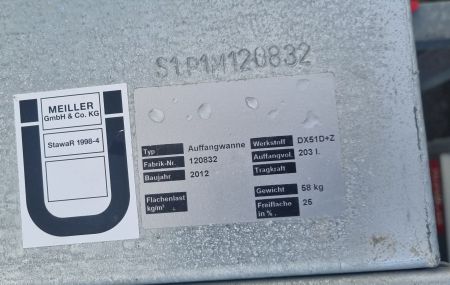 S1P1M120832
MEILLER
GmbH & Co. KG
StawaR 1998-4
Typ Auffangwanne
Fabrik-Nr. 120832
Baujahr 2012
Flächenlast
kg/m²
Werkstoff DX51D+Z
Auffangvol. 203 l.
Tragkraft
Gewicht 58 kg
Freifläche
in % 25